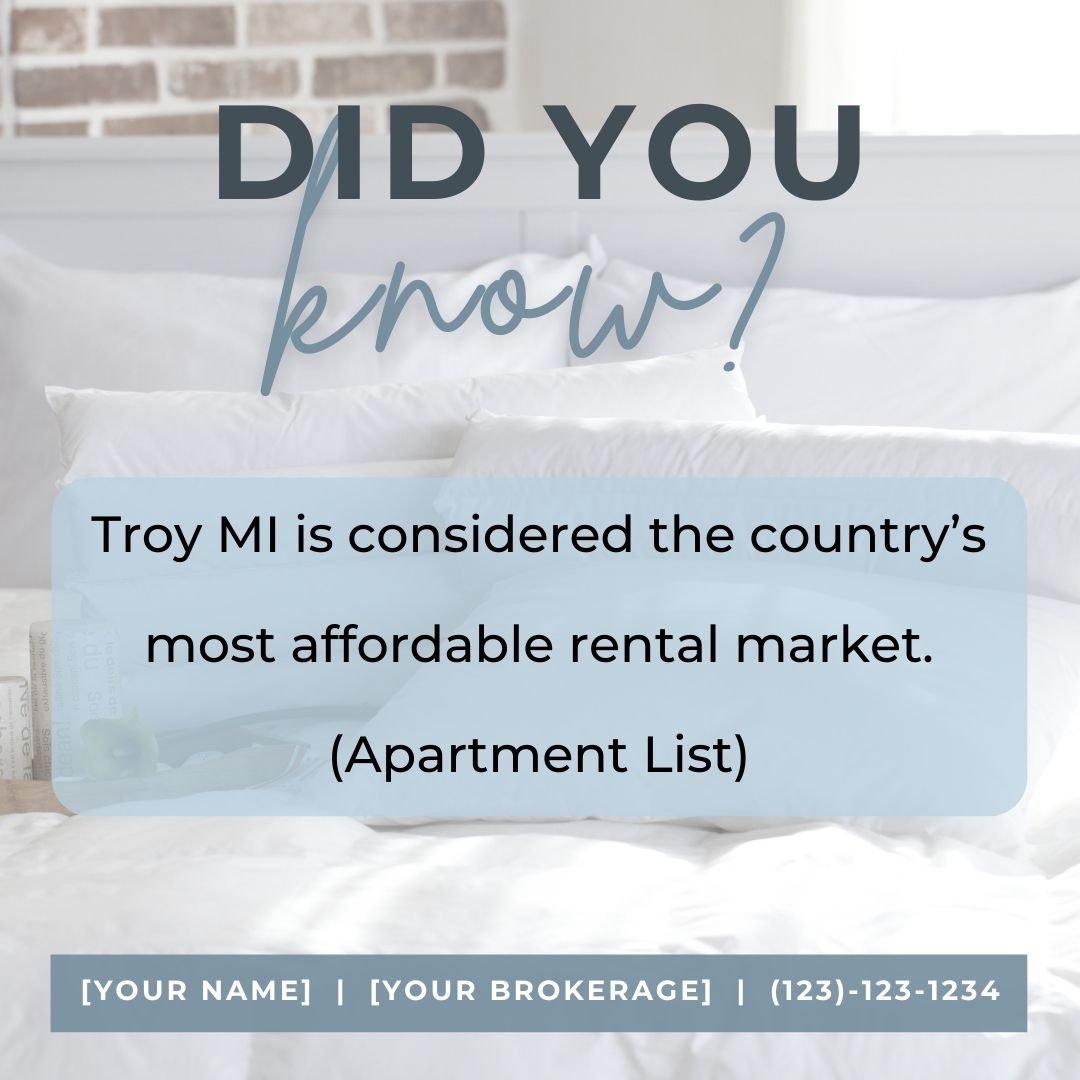 DID YOU
know?
Troy MI is considered the country’s
most affordable rental market.
(Apartment List)
[YOUR NAME] | [YOUR BROKERAGE] | (123)-123-1234